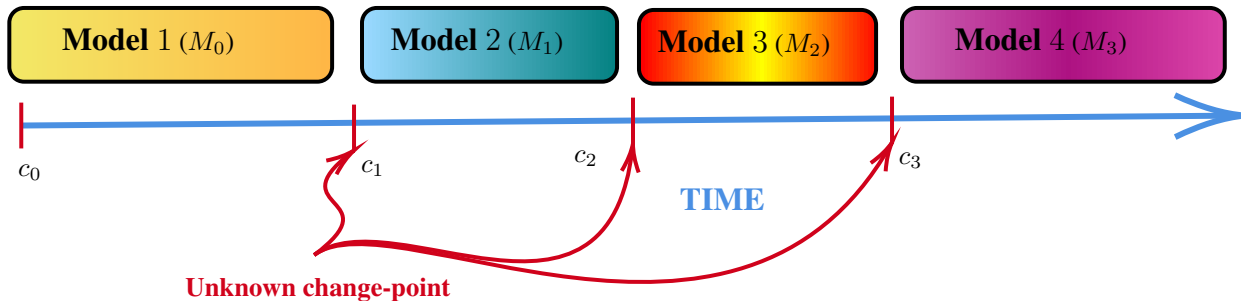 Model 1 (M₀)
Model 2 (M₁)
Model 3 (M₂)
Model 4 (M₃)
c₀
c₁
c₂
c₃
TIME
Unknown change-point